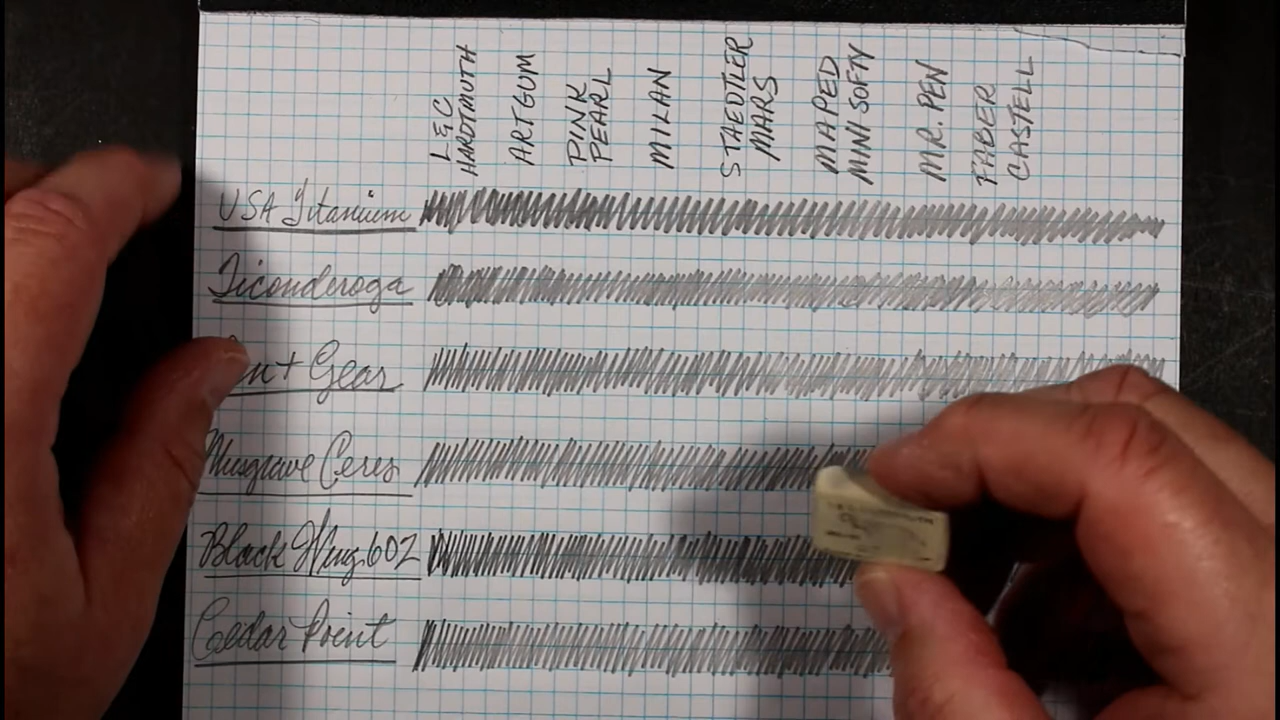 L&C
HARDTMUTH
ARTGUM
PINK
PEARL
MILAN
STAEDTLER
MARS
MAPED
MINI SOFTY
MR. PEN
FABER
CASTELL
USA Titanium
Ticonderoga
Gear
Musgrave Ceres
Black Wing 602
Cedar Point